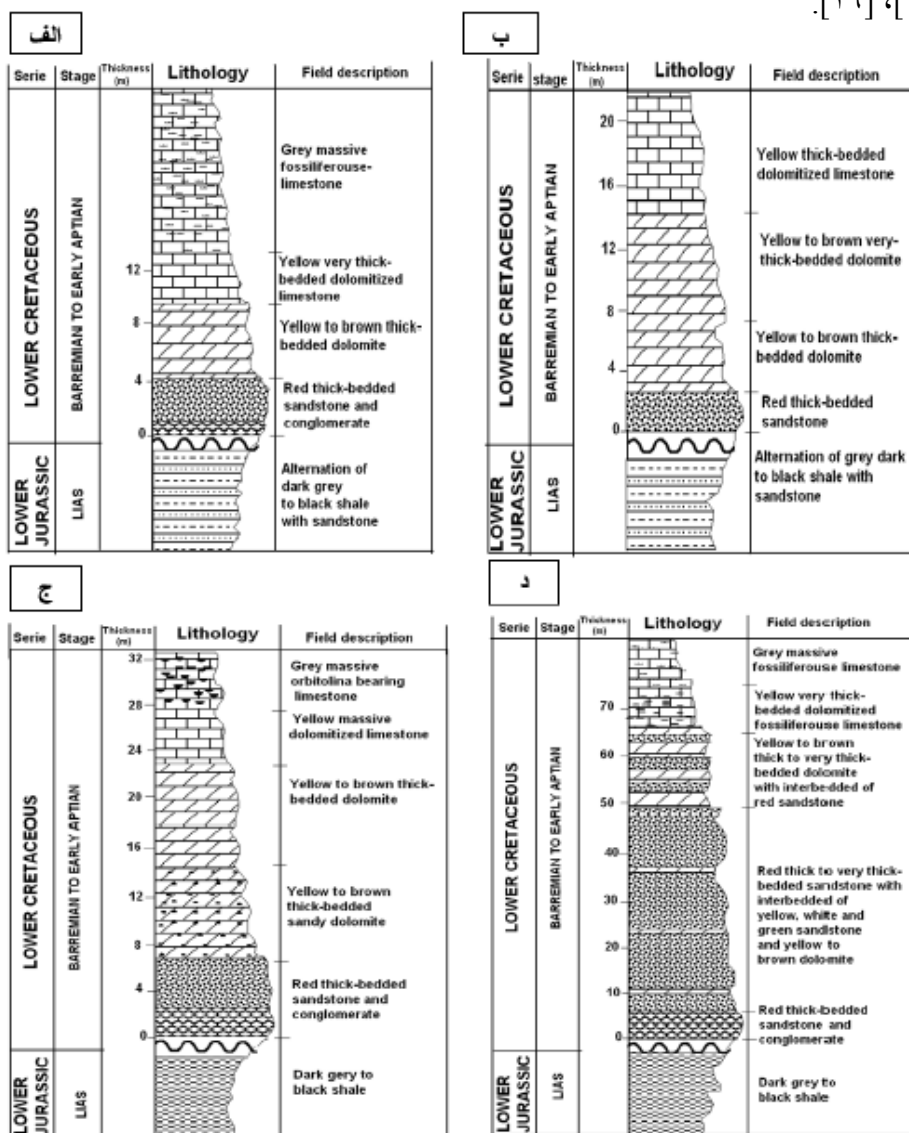 [، [١٦].
الف
Serie Stage Thickness (m) Lithology Field description
LOWER CRETACEOUS
BARREMIAN TO EARLY APTIAN
LOWER JURASSIC
LIAS
12
8
4
0
Grey massive
fossiliferouse-
limestone
Yellow very thick-
bedded dolomitized
limestone
Yellow to brown thick-
bedded dolomite
Red thick-bedded
sandstone and
conglomerate
Alternation of
dark grey
to black shale
with sandstone
ب
Serie stage Thickness (m) Lithology Field description
LOWER CRETACEOUS
BARREMIAN TO EARLY APTIAN
LOWER JURASSIC
LIAS
20
16
12
8
4
0
Yellow thick-bedded
dolomitized limestone
Yellow to brown very-
thick-bedded dolomite
Yellow to brown thick-
bedded dolomite
Red thick-bedded
sandstone
Alternation of grey dark
to black shale with
sandstone
ج
Serie Stage Thickness (m) Lithology Field description
LOWER CRETACEOUS
BARREMIAN TO EARLY APTIAN
LOWER JURASSIC
LIAS
32
28
24
20
16
12
8
4
0
Grey massive
orbitolina bearing
limestone
Yellow massive
dolomitized limestone
Yellow to brown thick-
bedded dolomite
Yellow to brown
thick-bedded
sandy dolomite
Red thick-bedded
sandstone and
conglomerate
Dark gery to
black shale
د
Serie Stage Thickness (m) Lithology Field description
LOWER CRETACEOUS
BARREMIAN TO EARLY APTIAN
LOWER JURASSIC
LIAS
70
60
50
40
30
20
10
0
Grey massive
fossiliferouse limestone
Yellow very thick-
bedded dolomitized
fossiliferouse limestone
Yellow to brown
thick to very thick-
bedded dolomite
with interbedded of
red sandstone
Red thick to very thick-
bedded sandstone with
interbedded of
yellow, white and
green sandlstone
and yellow to
brown dolomite
Red thick-bedded
sandstone and
conglomerate
Dark grey to
black shale